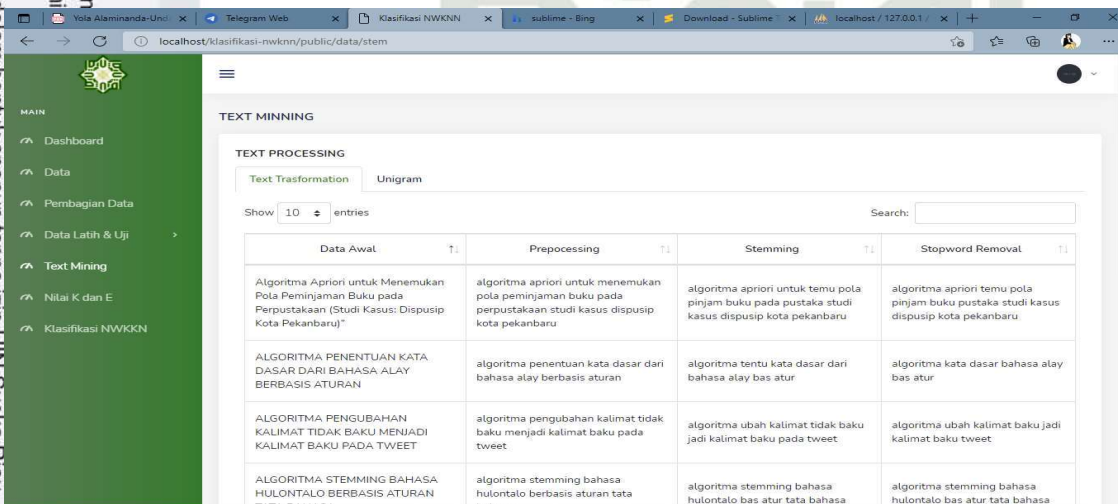 Yola Alaminanda-Und
Telegram Web
Klasifikasi NWKNN
sublime - Bing
Download - Sublime T
localhost / 127.0.0.1 /
localhost/klasifikasi-nwknn/public/data/stem
MAIN
Dashboard
Data
Pembagian Data
Data Latih & Uji
Text Mining
Nilai K dan E
Klasifikasi NWKKN
TEXT MINNING
TEXT PROCESSING
Text Trasformation
Unigram
Show 10 entries
Search:
Data Awal
Prepocessing
Stemming
Stopword Removal
Algoritma Apriori untuk Menemukan
Pola Peminjaman Buku pada
Perpustakaan (Studi Kasus: Dispusip
Kota Pekanbaru)"
algoritma apriori untuk menemukan
pola peminjaman buku pada
perpustakaan studi kasus dispusip
kota pekanbaru
algoritma apriori untuk temu pola
pinjam buku pada pustaka studi
kasus dispusip kota pekanbaru
algoritma apriori temu pola
pinjam buku pustaka studi kasus
dispusip kota pekanbaru
ALGORITMA PENENTUAN KATA
DASAR DARI BAHASA ALAY
BERBASIS ATURAN
algoritma penentuan kata dasar dari
bahasa alay berbasis aturan
algoritma tentu kata dasar dari
bahasa alay bas atur
algoritma kata dasar bahasa alay
bas atur
ALGORITMA PENGUBAHAN
KALIMAT TIDAK BAKU MENJADI
KALIMAT BAKU PADA TWEET
algoritma pengubahan kalimat tidak
baku menjadi kalimat baku pada
tweet
algoritma ubah kalimat tidak baku
jadi kalimat baku pada tweet
algoritma ubah kalimat baku jadi
kalimat baku tweet
ALGORITMA STEMMING BAHASA
HULONTALO BERBASIS ATURAN
algoritma stemming bahasa
hulontalo berbasis aturan tata
algoritma stemming bahasa
hulontalo bas atur tata bahasa
algoritma stemming bahasa
hulontalo bas atur tata bahasa